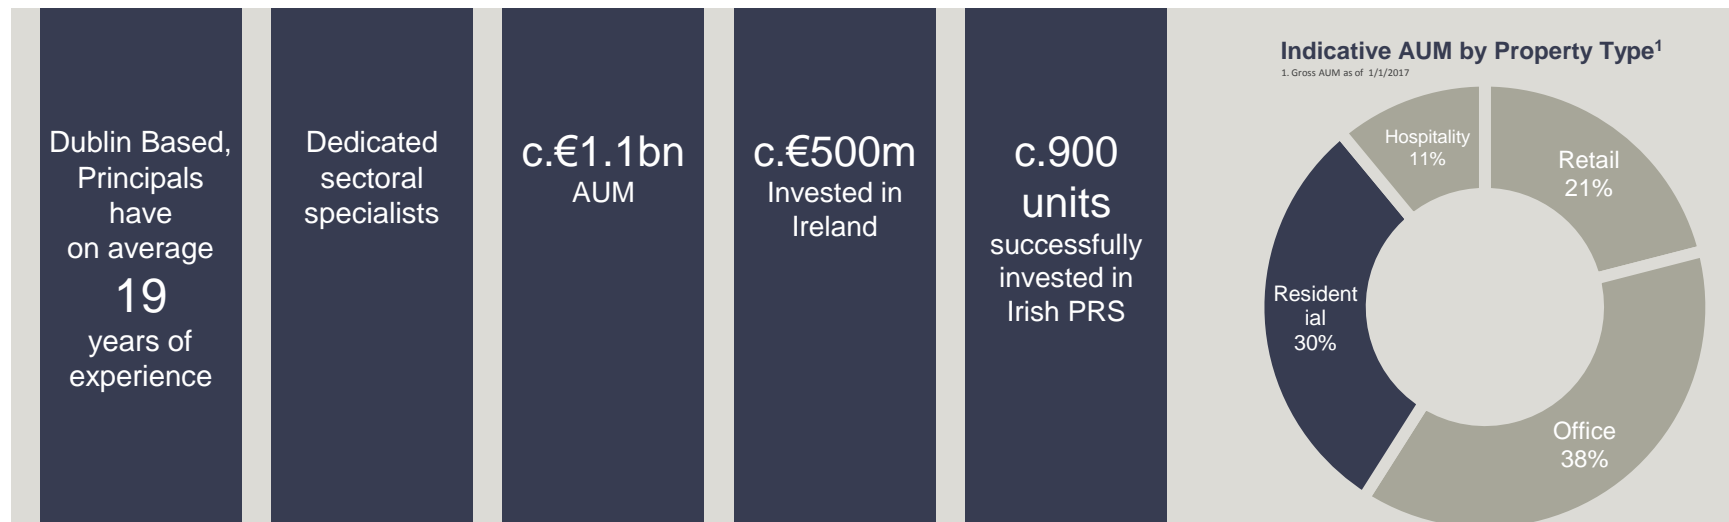 Dublin Based,
Principals
have
on average
19
years of
experience
Dedicated
sectoral
specialists
c.€1.1bn
AUM
c.€500m
Invested in
Ireland
c.900
units
successfully
invested in
Irish PRS
Indicative AUM by Property Type¹
1. Gross AUM as of 1/1/2017
Hospitality
11%
Retail
21%
Resident
ial
30%
Office
38%